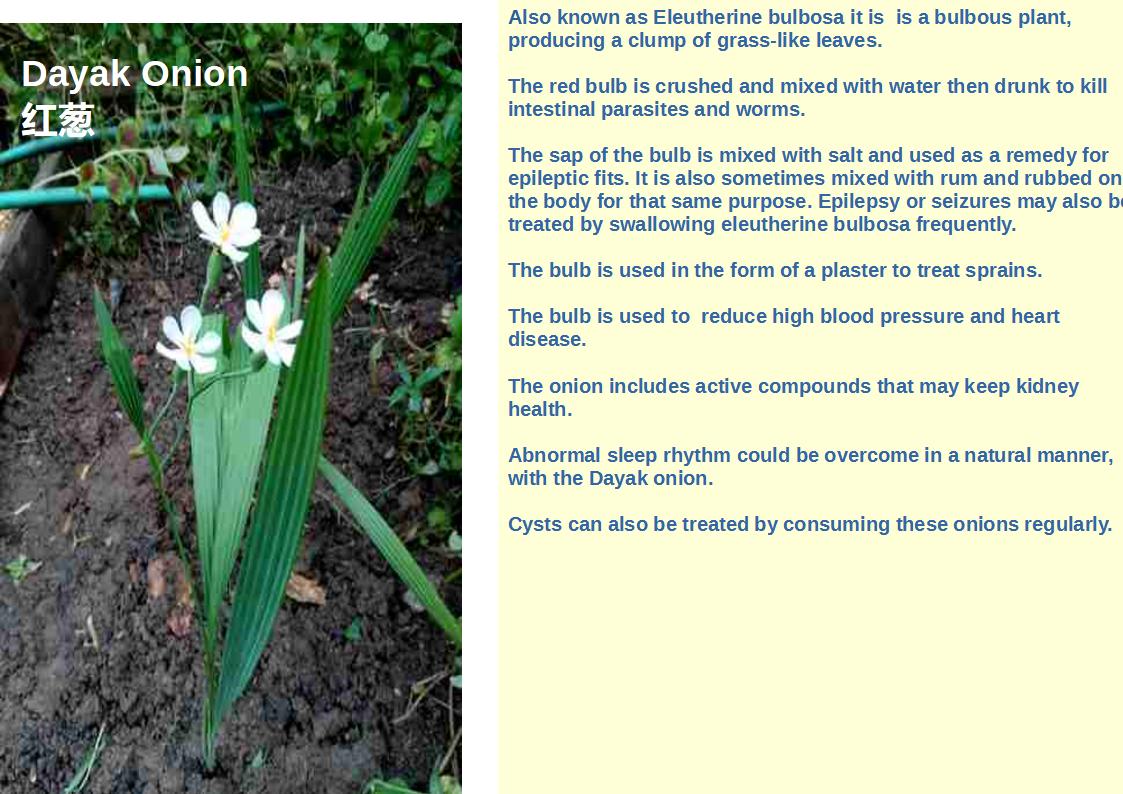 Dayak Onion
红葱
Also known as Eleutherine bulbosa it is  is a bulbous plant,
producing a clump of grass-like leaves.
The red bulb is crushed and mixed with water then drunk to kill
intestinal parasites and worms.
The sap of the bulb is mixed with salt and used as a remedy for
epileptic fits. It is also sometimes mixed with rum and rubbed on
the body for that same purpose. Epilepsy or seizures may also be
treated by swallowing eleutherine bulbosa frequently.
The bulb is used in the form of a plaster to treat sprains.
The bulb is used to  reduce high blood pressure and heart
disease.
The onion includes active compounds that may keep kidney
health.
Abnormal sleep rhythm could be overcome in a natural manner,
with the Dayak onion.
Cysts can also be treated by consuming these onions regularly.